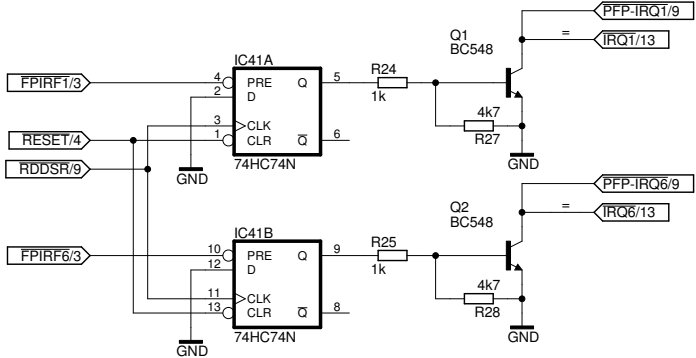 PFP-IRQ1/9
Q1
BC548
=
IRQ1/13
IC41A
FPIRF1/3
4
PRE
Q
5
R24
1k
2
D
3
CLK
4k7
R27
RESET/4
1
CLR
Q
6
74HC74N
GND
GND
RDDSR/9
PFP-IRQ6/9
Q2
BC548
=
IRQ6/13
IC41B
FPIRF6/3
10
PRE
Q
9
R25
1k
12
D
11
CLK
4k7
R28
13
CLR
Q
8
74HC74N
GND
GND